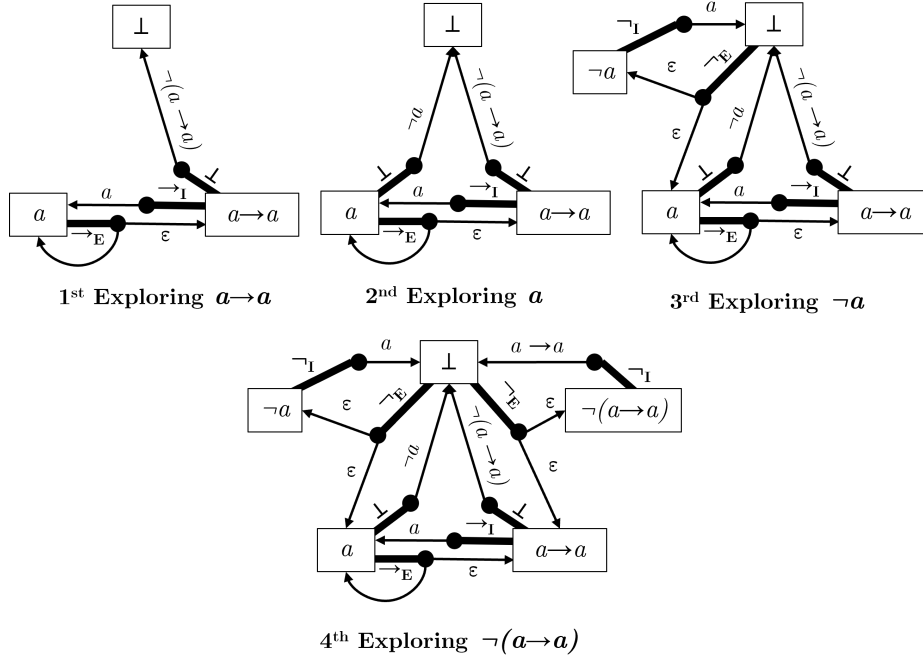 ⊥
¬(a→a)
⊥
a
→I
a
→E
ε
a→a
1st Exploring a→a
⊥
¬a
¬(a→a)
⊥
⊥
a
→I
a
→E
ε
a→a
2nd Exploring a
¬I
a
⊥
¬a
ε
¬E
ε
¬a
¬(a→a)
⊥
⊥
a
→I
a
→E
ε
a→a
3rd Exploring ¬a
¬I
a
⊥
a→a
¬I
¬a
ε
¬E
¬E
ε
¬(a→a)
ε
¬a
¬(a→a)
ε
⊥
⊥
a
→I
a
→E
ε
a→a
4th Exploring ¬(a→a)